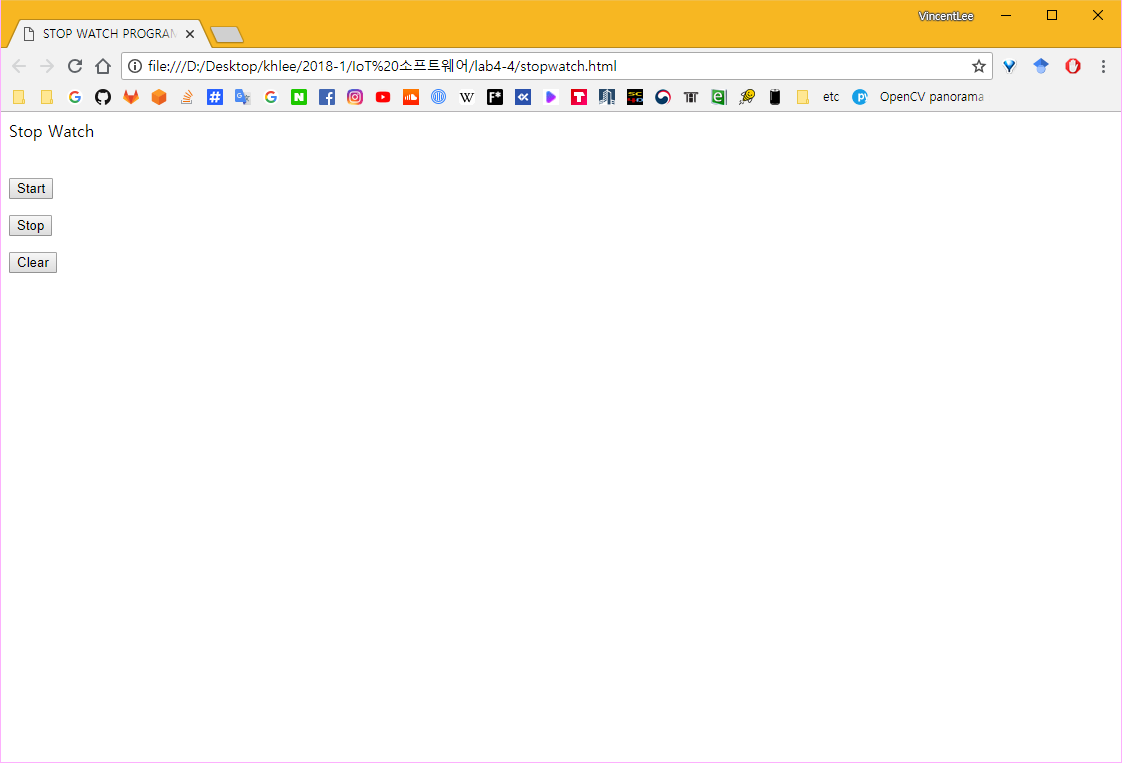 VincentLee
STOP WATCH PROGRAM
file:///D:/Desktop/khlee/2018-1/IoT%20소프트웨어/lab4-4/stopwatch.html
etc
OpenCV panorama
Stop Watch
Start
Stop
Clear